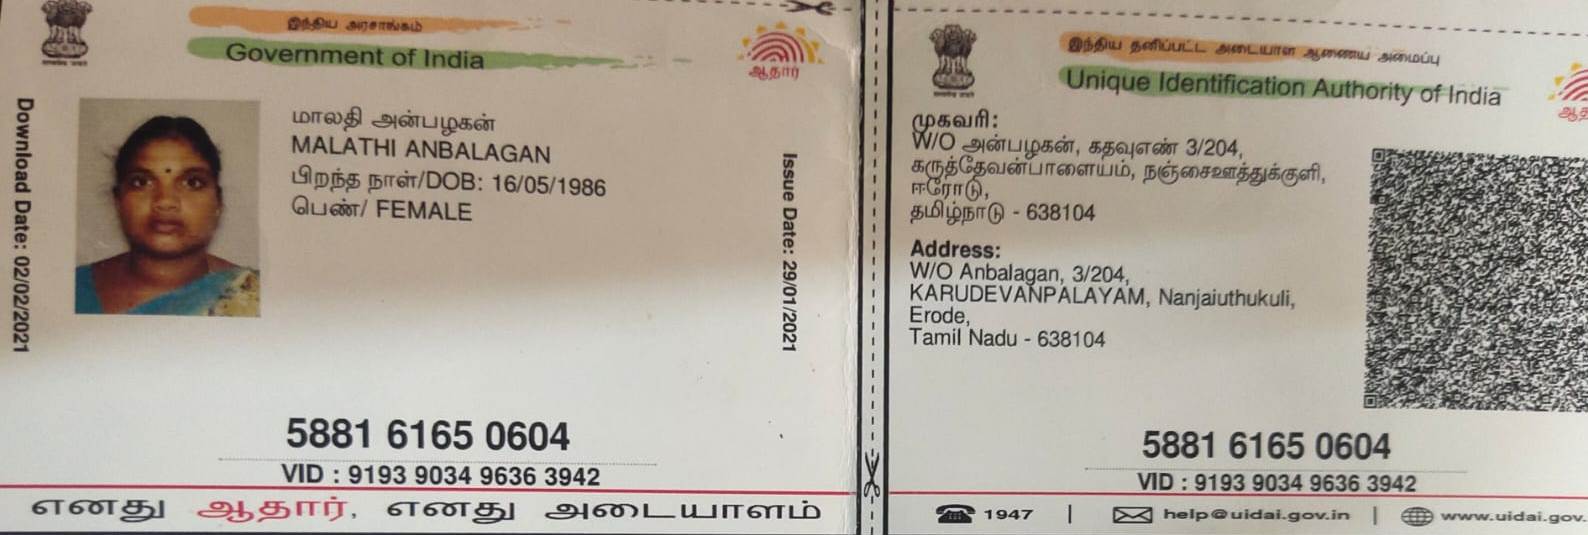 இந்திய அரசாங்கம்
Government of India
ஆதார்
Download Date: 02/02/2021
மாலதி அன்பழகன்
MALATHI ANBALAGAN
பிறந்த நாள்/DOB: 16/05/1986
பெண்/ FEMALE
Issue Date: 29/01/2021
5881 6165 0604
VID : 9193 9034 9636 3942
எனது ஆதார், எனது அடையாளம்
இந்திய தனிப்பட்ட அடையாள ஆணைய அமைப்பு
Unique Identification Authority of India
முகவரி:
W/O அன்பழகன், கதவுஎண் 3/204,
கருத்தேவன்பாளையம், நஞ்சைஊத்துக்குளி,
ஈரோடு,
தமிழ்நாடு - 638104
Address:
W/O Anbalagan, 3/204,
KARUDEVANPALAYAM, Nanjaiuthukuli,
Erode,
Tamil Nadu - 638104
5881 6165 0604
VID : 9193 9034 9636 3942
1947 | help@uidai.gov.in | www.uidai.gov.